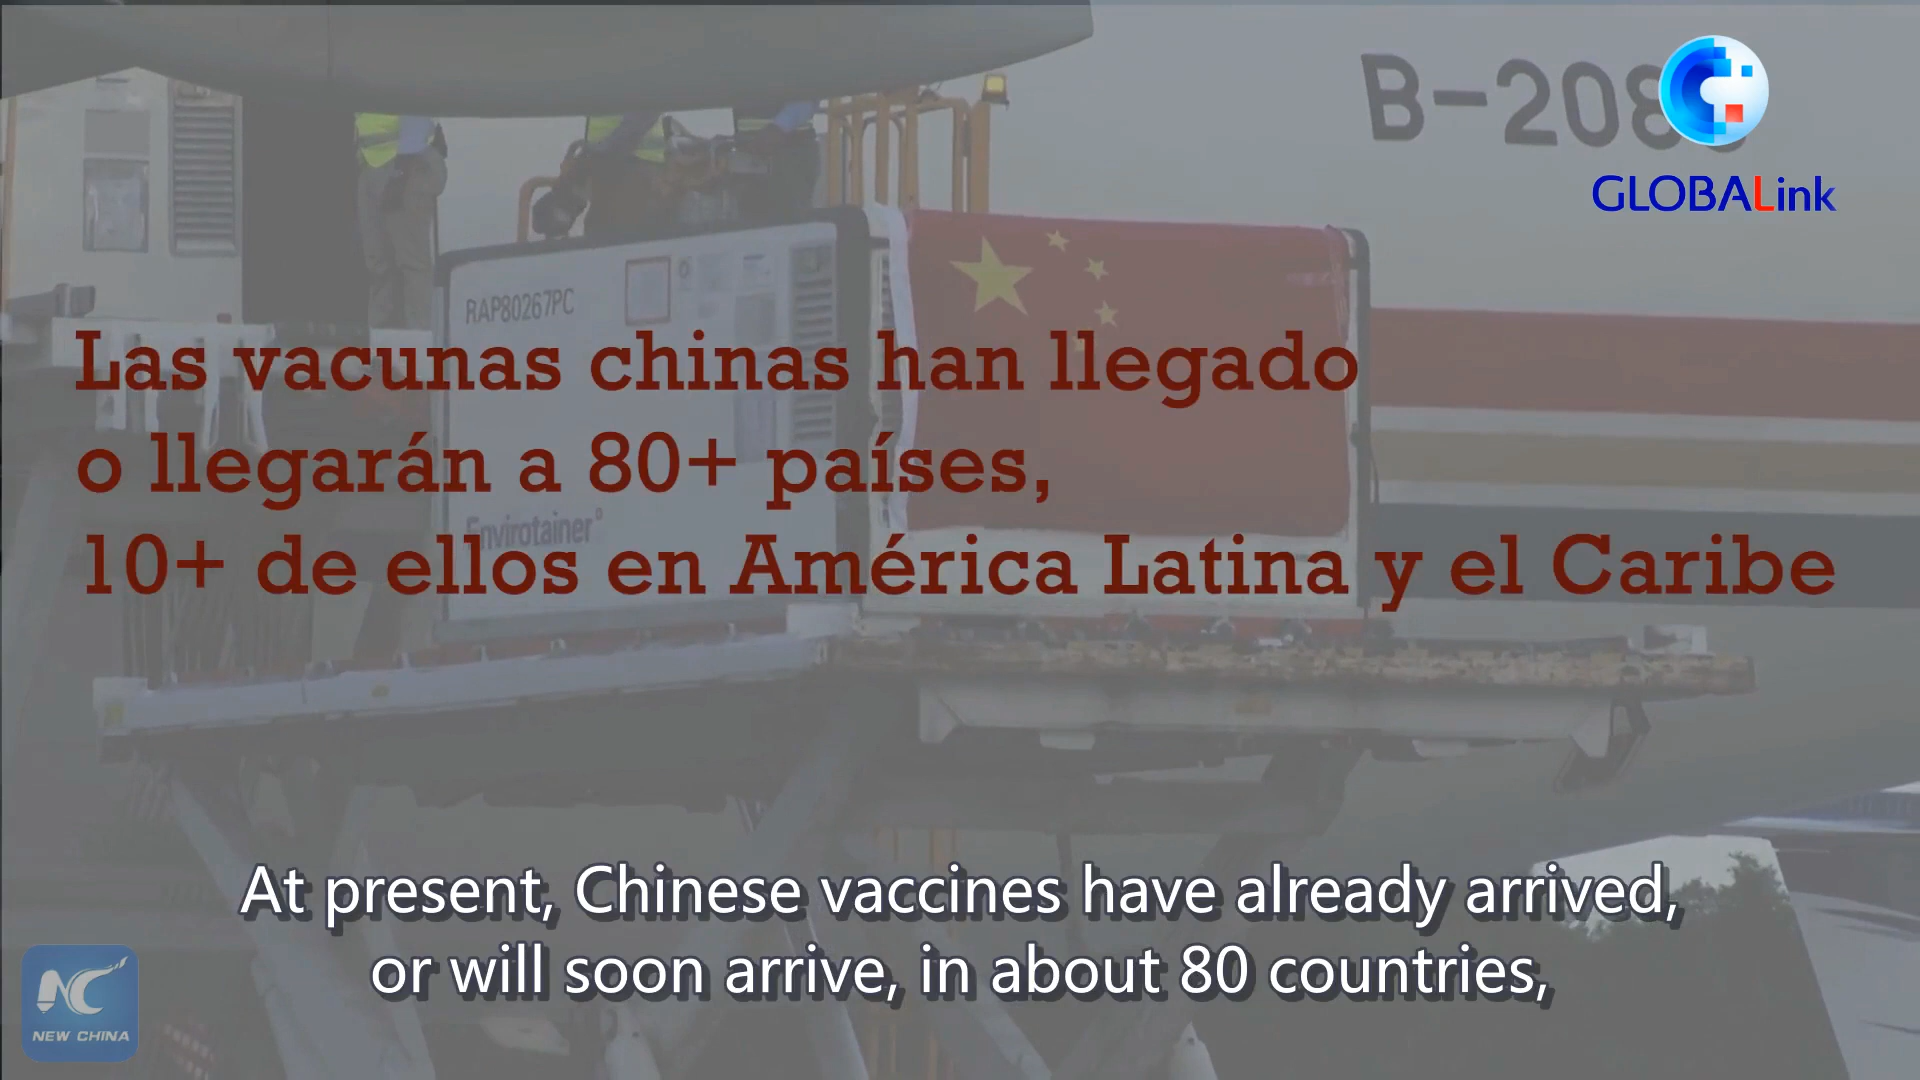 B-208
GLOBALink
RAP80267PC
Las vacunas chinas han llegado
o llegarán a 80+ países,
Envirotainer
10+ de ellos en América Latina y el Caribe
At present, Chinese vaccines have already arrived,
or will soon arrive, in about 80 countries,
NC
NEW CHINA